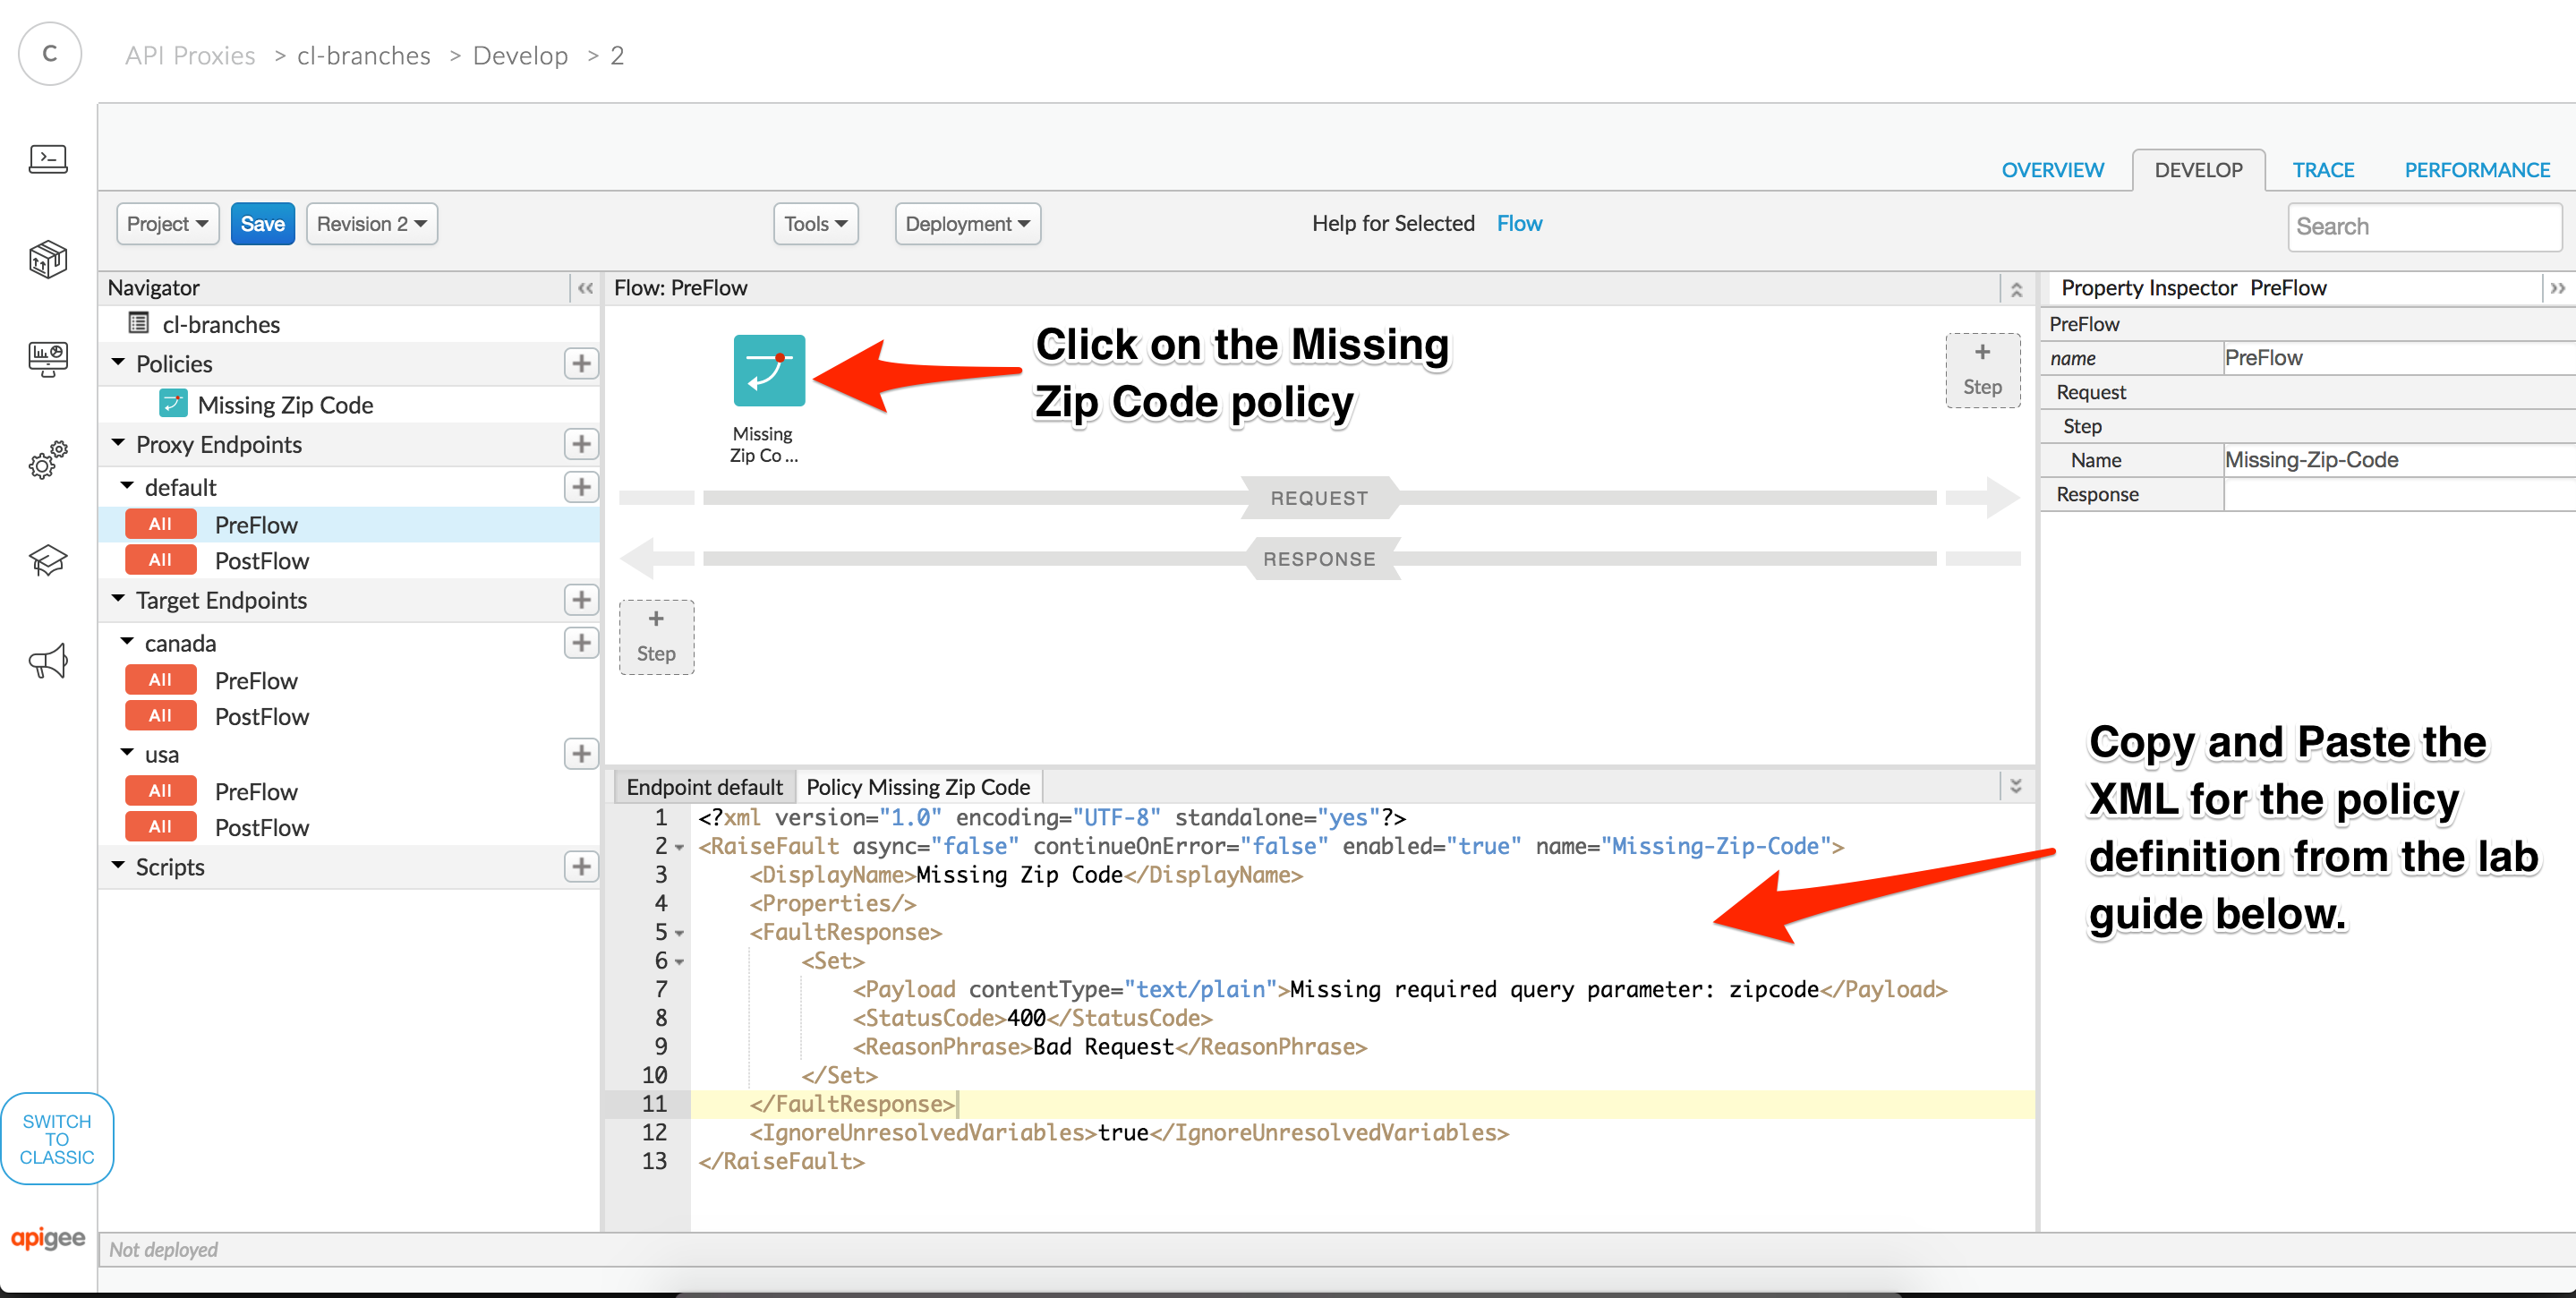 C
API Proxies > cl-branches > Develop > 2
OVERVIEW DEVELOP TRACE PERFORMANCE
Project Save Revision 2 Tools Deployment Help for Selected Flow Search
Navigator
cl-branches
Policies
Missing Zip Code
Proxy Endpoints
default
All PreFlow
All PostFlow
Target Endpoints
canada
All PreFlow
All PostFlow
usa
All PreFlow
All PostFlow
Scripts
SWITCH
TO
CLASSIC
apigee
Not deployed
Flow: PreFlow
Missing
Zip Co ...
Click on the Missing
Zip Code policy
+
Step
REQUEST
RESPONSE
+
Step
Endpoint default Policy Missing Zip Code
1 <?xml version="1.0" encoding="UTF-8" standalone="yes"?>
2 <RaiseFault async="false" continueOnError="false" enabled="true" name="Missing-Zip-Code">
3 <DisplayName>Missing Zip Code</DisplayName>
4 <Properties/>
5 <FaultResponse>
6 <Set>
7 <Payload contentType="text/plain">Missing required query parameter: zipcode</Payload>
8 <StatusCode>400</StatusCode>
9 <ReasonPhrase>Bad Request</ReasonPhrase>
10 </Set>
11 </FaultResponse>
12 <IgnoreUnresolvedVariables>true</IgnoreUnresolvedVariables>
13 </RaiseFault>
Property Inspector PreFlow
PreFlow
name PreFlow
Request
Step
Name Missing-Zip-Code
Response
Copy and Paste the
XML for the policy
definition from the lab
guide below.